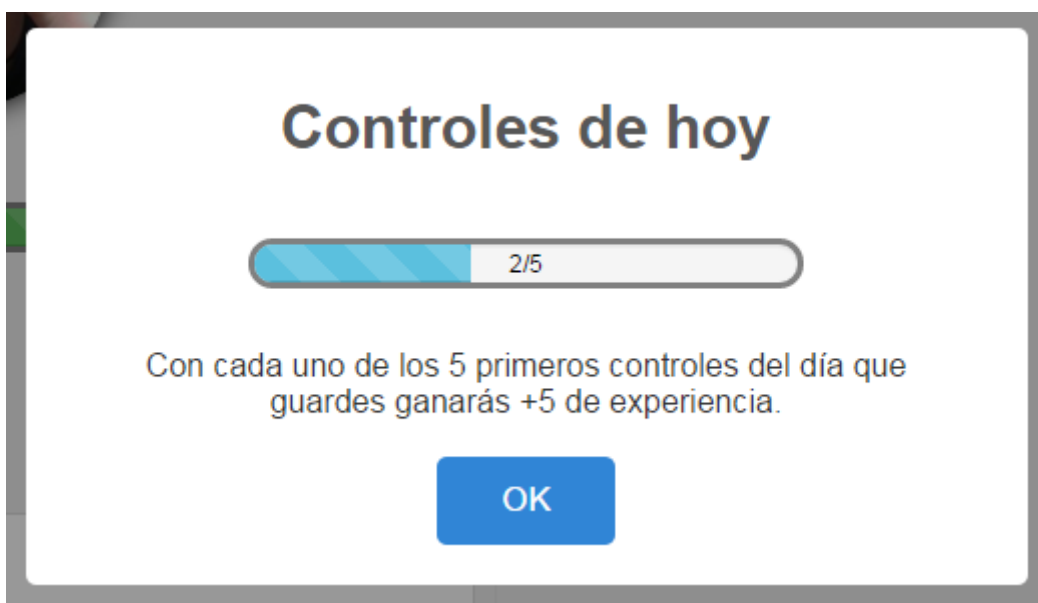 Controles de hoy
2/5
Con cada uno de los 5 primeros controles del día que
guardes ganarás +5 de experiencia.
OK